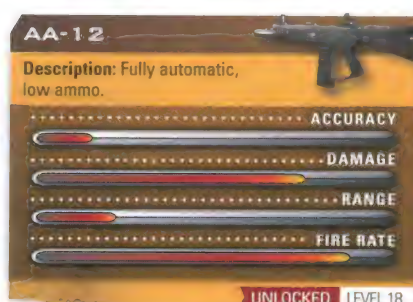 AA-12
Description: Fully automatic,
low ammo.
ACCURACY
DAMAGE
RANGE
FIRE RATE
UNLOCKED LEVEL 18